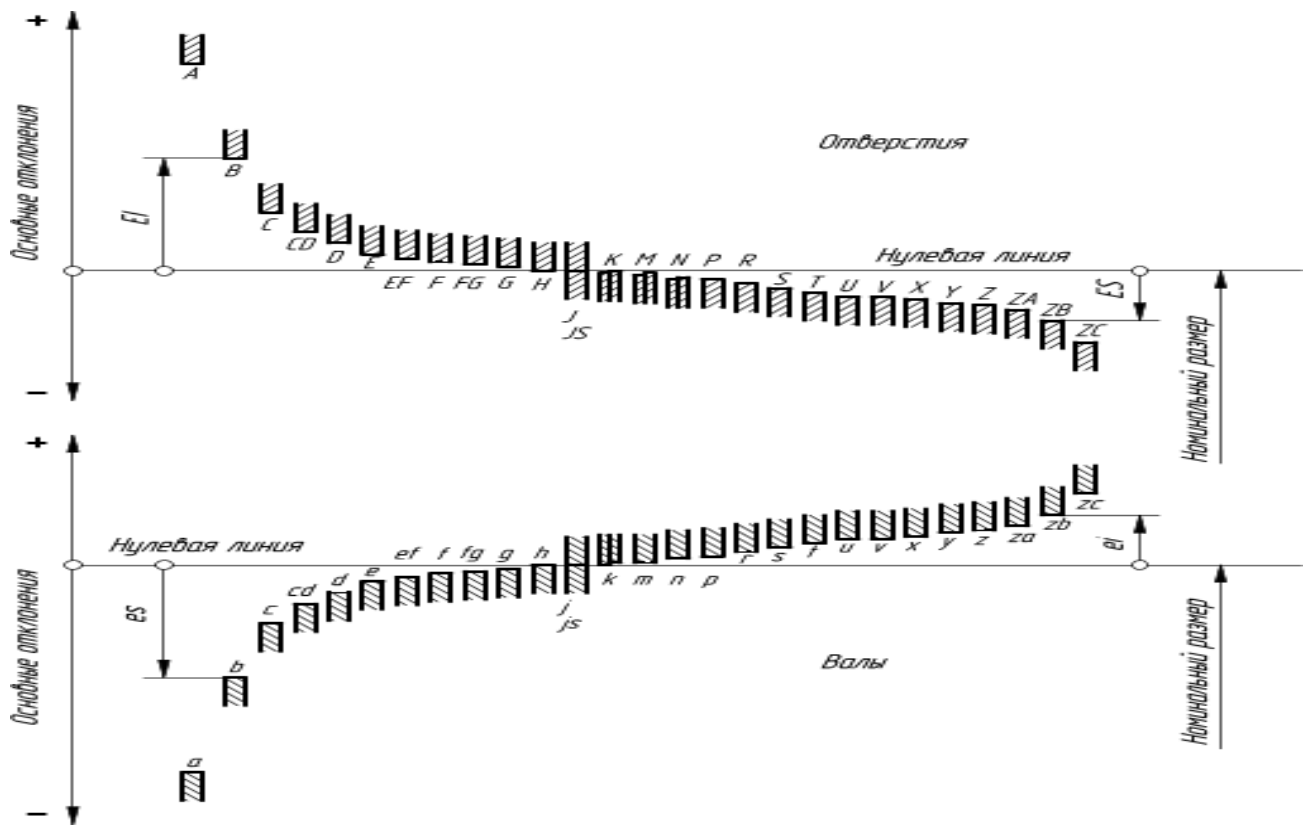 +
Основные отклонения
−
A
B
C
CD
D
E
EF
F
FG
G
H
J
JS
K
M
N
P
R
S
T
U
V
X
Y
Z
ZA
ZB
ZC
EI
Отверстия
Нулевая линия
ES
Номинальный размер
+
Основные отклонения
−
Нулевая линия
es
a
b
c
cd
d
e
ef
f
fg
g
h
j
js
k
m
n
p
r
s
t
u
v
x
y
z
za
zb
zc
ei
Валы
Номинальный размер